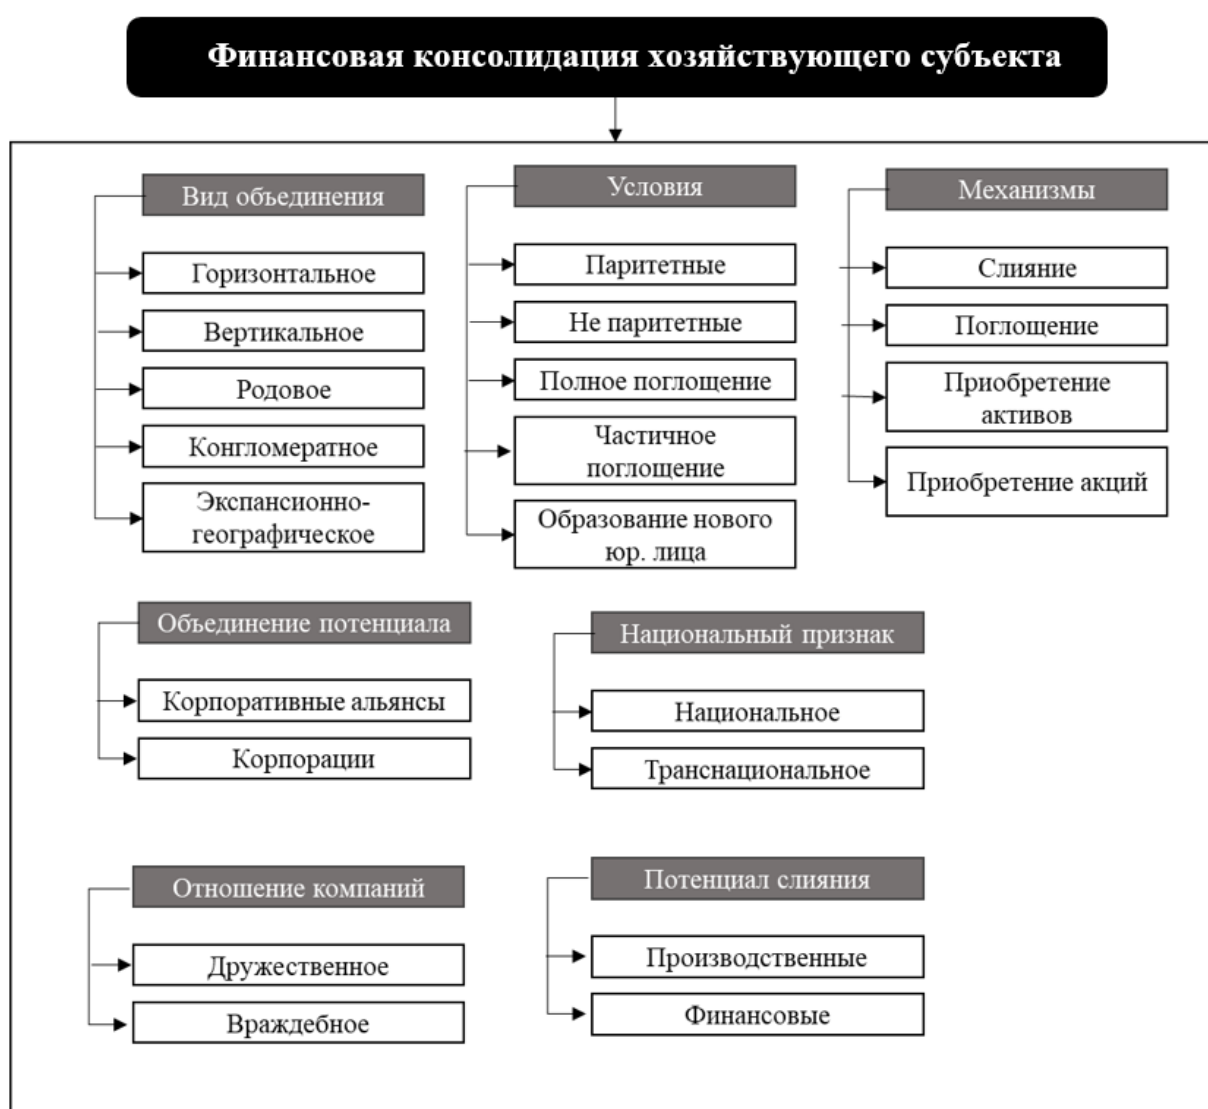 Финансовая консолидация хозяйствующего субъекта
Вид объединения
Горизонтальное
Вертикальное
Родовое
Конгломератное
Экспансионно-
географическое
Условия
Паритетные
Не паритетные
Полное поглощение
Частичного
поглощение
Образование нового
юр. лица
Механизмы
Слияние
Поглощение
Приобретение
активов
Приобретение акций
Объединение потенциала
Корпоративные альянсы
Корпорации
Национальный признак
Национальное
Транснациональное
Отношение компаний
Дружественное
Враждебное
Потенциал слияния
Производственные
Финансовые